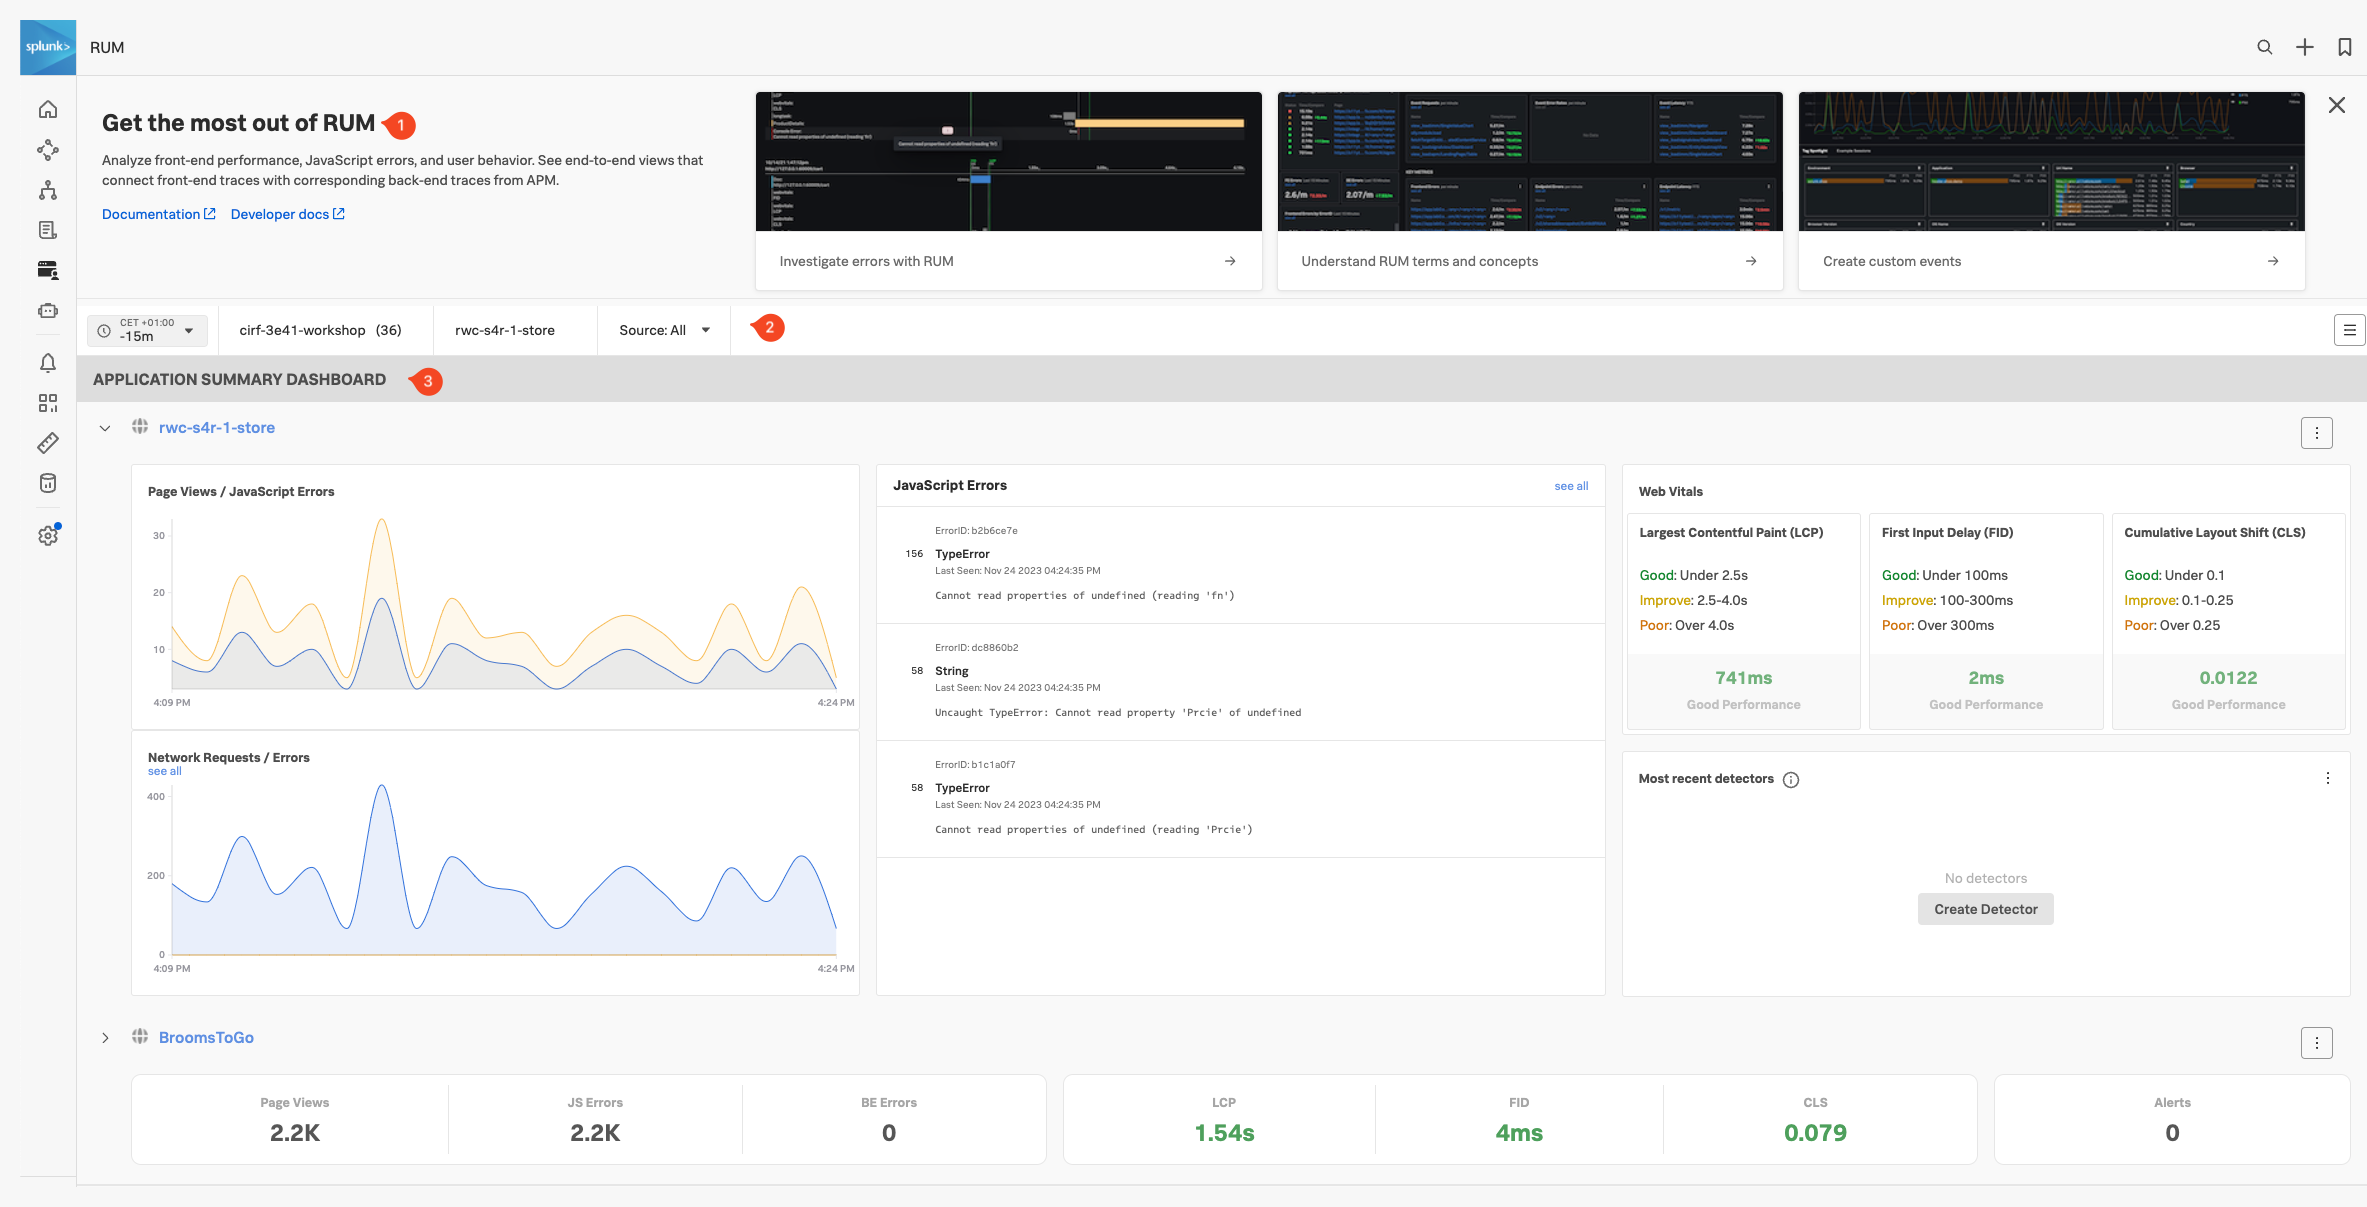 splunk>
RUM
Get the most out of RUM
1
Analyze front-end performance, JavaScript errors, and user behavior. See end-to-end views that
connect front-end traces with corresponding back-end traces from APM.
Documentation
Developer docs
Investigate errors with RUM
Understand RUM terms and concepts
Create custom events
CET +01:00
-15m
cirf-3e41-workshop (36)
rwc-s4r-1-store
Source: All
2
APPLICATION SUMMARY DASHBOARD
3
rwc-s4r-1-store
Page Views / JavaScript Errors
30
20
10
4:09 PM
4:24 PM
Network Requests / Errors
see all
400
200
0
4:09 PM
4:24 PM
JavaScript Errors
see all
ErrorID: b2b6ce7e
156 TypeError
Last Seen: Nov 24 2023 04:24:35 PM
Cannot read properties of undefined (reading 'fn')
ErrorID: dc8860b2
58 String
Last Seen: Nov 24 2023 04:24:35 PM
Uncaught TypeError: Cannot read property 'Prcie' of undefined
ErrorID: b1c1a0f7
58 TypeError
Last Seen: Nov 24 2023 04:24:35 PM
Cannot read properties of undefined (reading 'Prcie')
Web Vitals
Largest Contentful Paint (LCP)
Good: Under 2.5s
Improve: 2.5-4.0s
Poor: Over 4.0s
741ms
Good Performance
First Input Delay (FID)
Good: Under 100ms
Improve: 100-300ms
Poor: Over 300ms
2ms
Good Performance
Cumulative Layout Shift (CLS)
Good: Under 0.1
Improve: 0.1-0.25
Poor: Over 0.25
0.0122
Good Performance
Most recent detectors
No detectors
Create Detector
BroomsToGo
Page Views
2.2K
JS Errors
2.2K
BE Errors
0
LCP
1.54s
FID
4ms
CLS
0.079
Alerts
0